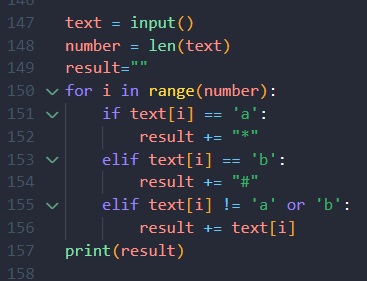 147 text = input()
148 number = len(text)
149 result=""
150 for i in range(number):
151     if text[i] == 'a':
152         result += "*"
153     elif text[i] == 'b':
154         result += "#"
155     elif text[i] != 'a' or 'b':
156         result += text[i]
157 print(result)
158